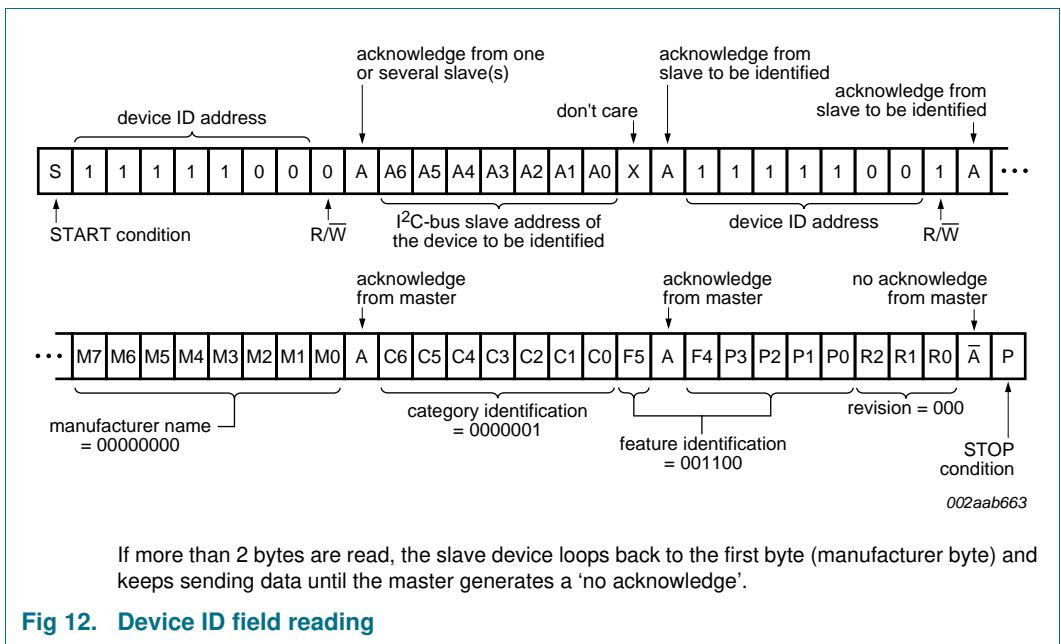 acknowledge from one
or several slave(s)
acknowledge from
slave to be identified
acknowledge from
slave to be identified
device ID address
don't care
S 1 1 1 1 1 0 0 0 A A6 A5 A4 A3 A2 A1 A0 X A 1 1 1 1 1 0 0 1 A •••
START condition
R/W̅
I²C-bus slave address of
the device to be identified
device ID address
R/W̅
acknowledge
from master
acknowledge
from master
no acknowledge
from master
••• M7 M6 M5 M4 M3 M2 M1 M0 A C6 C5 C4 C3 C2 C1 C0 F5 A F4 P3 P2 P1 P0 R2 R1 R0 A̅ P
manufacturer name
= 00000000
category identification
= 0000001
feature identification
= 001100
revision = 000
STOP
condition
002aab663
If more than 2 bytes are read, the slave device loops back to the first byte (manufacturer byte) and
keeps sending data until the master generates a ‘no acknowledge’.
Fig 12. Device ID field reading